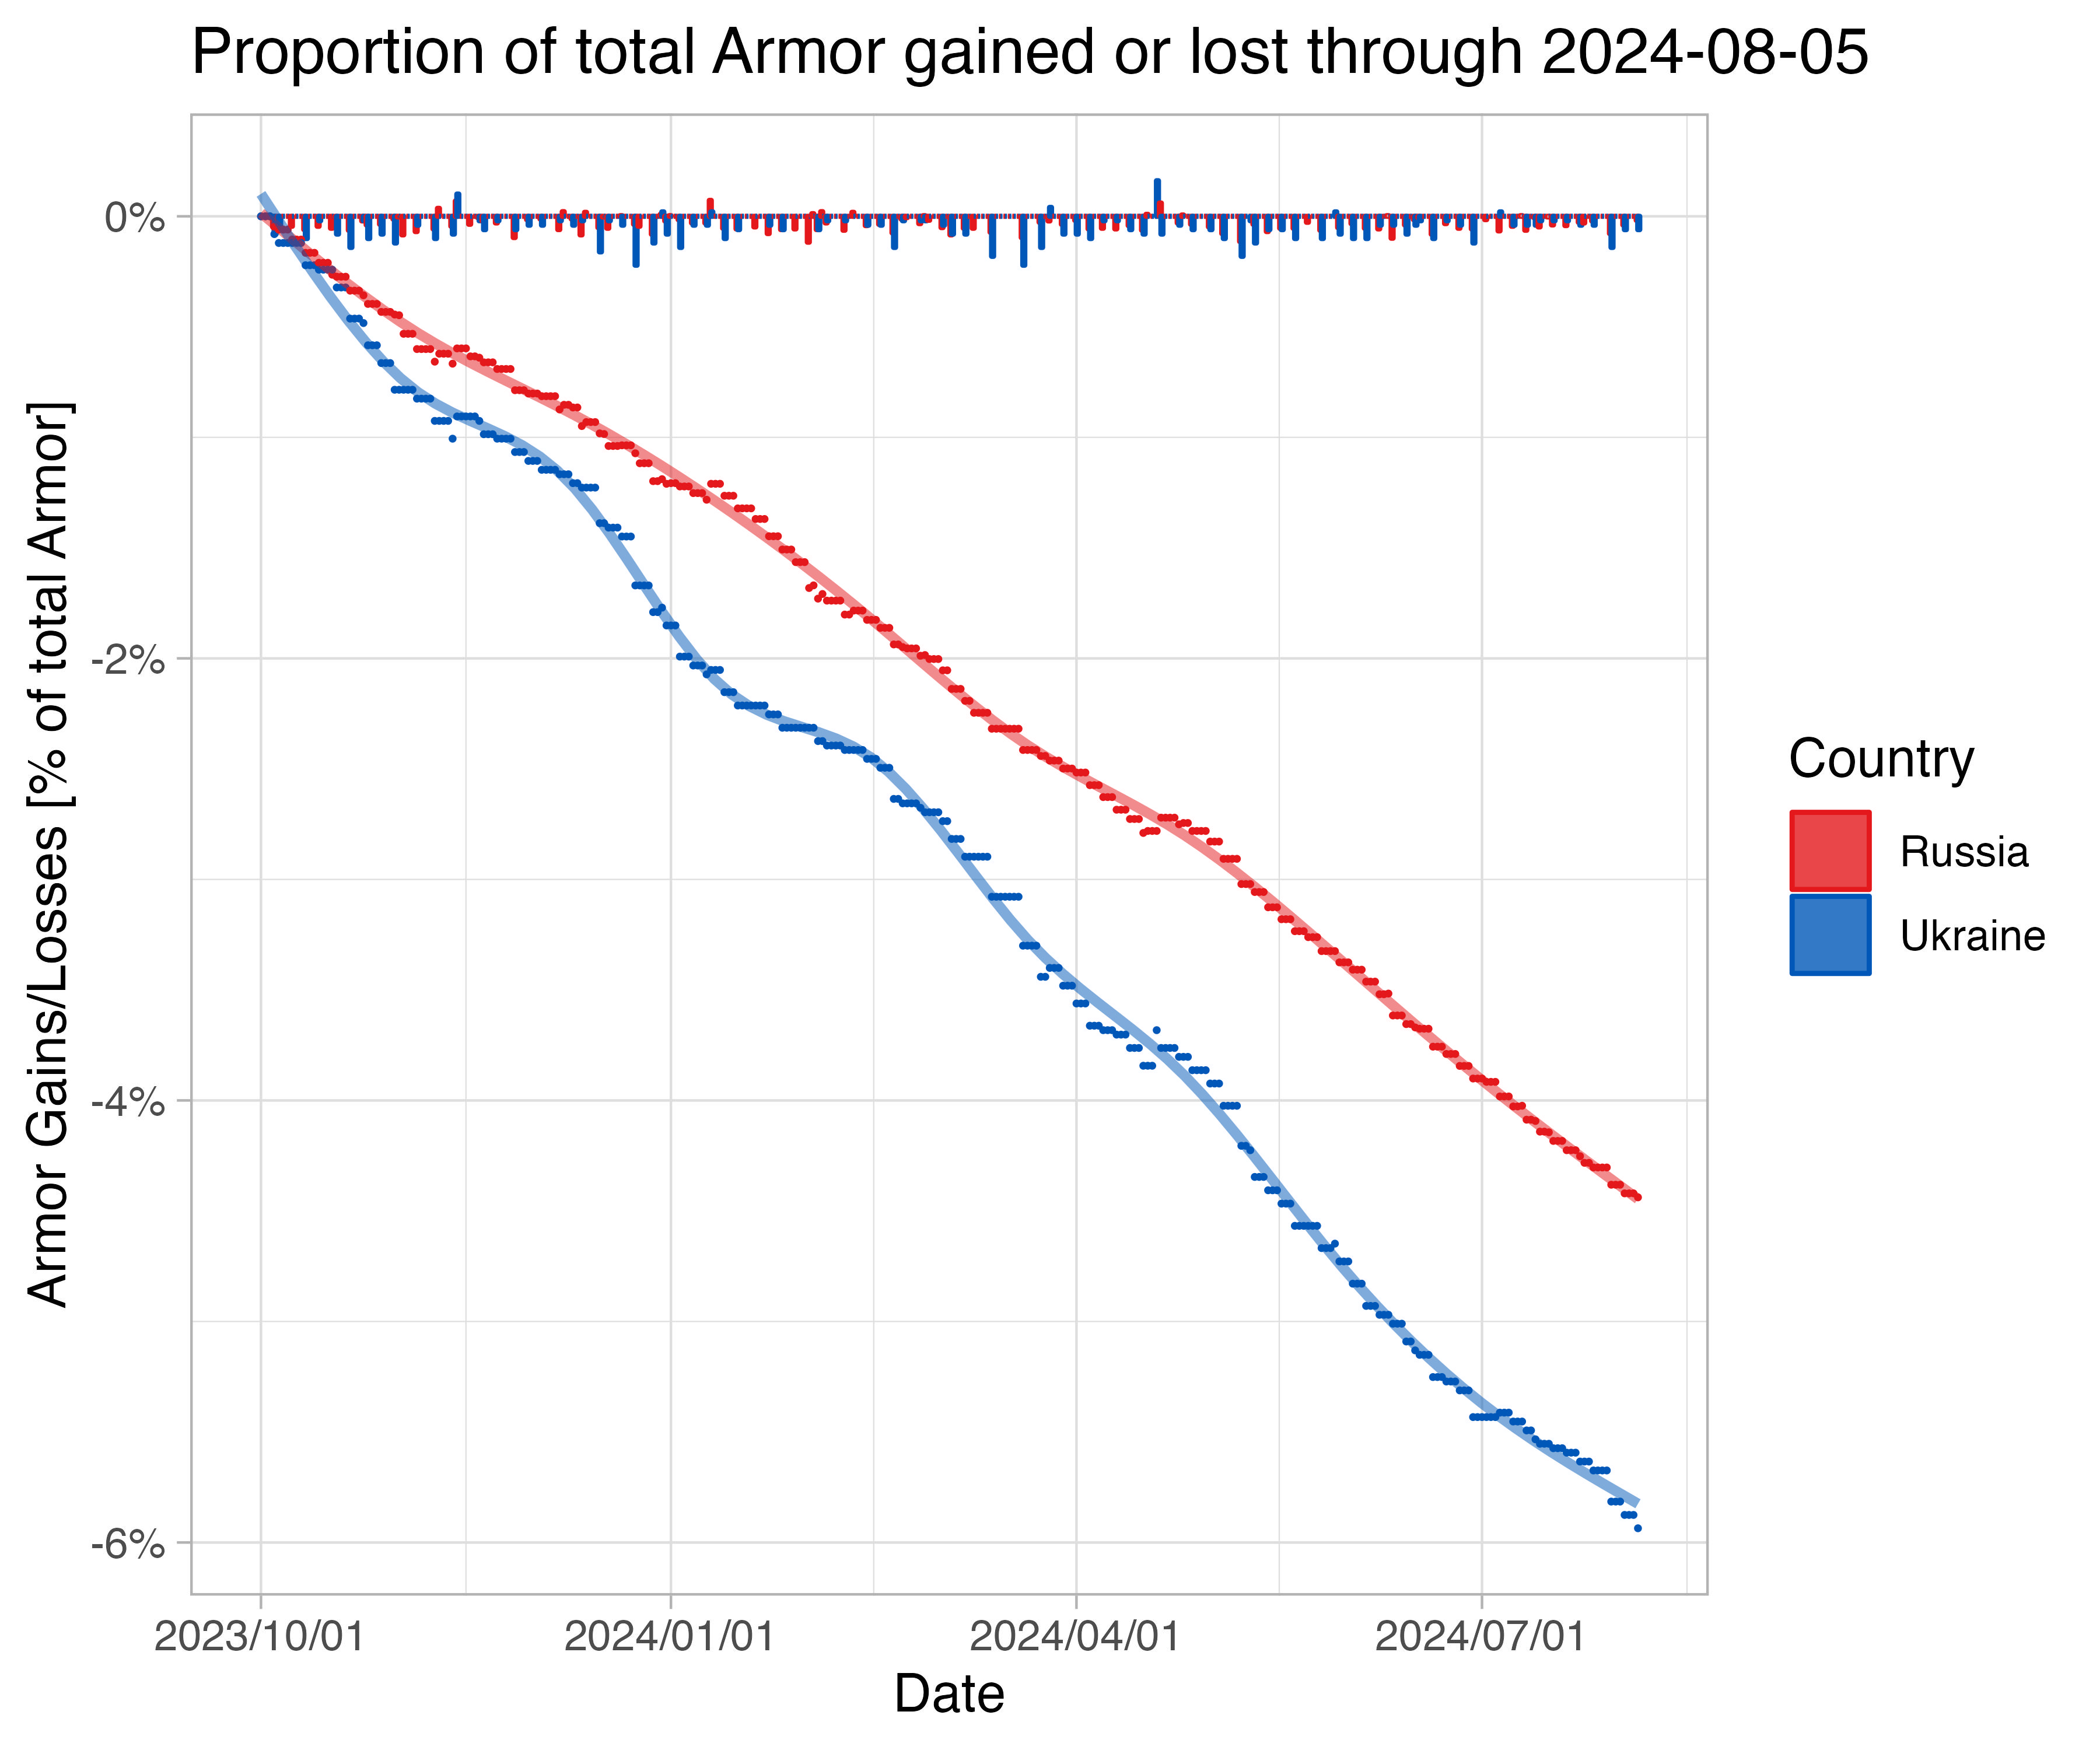 Proportion of total Armor gained or lost through 2024-08-05
Armor Gains/Losses [% of total Armor]
0%
-2%
-4%
-6%
2023/10/01
2024/01/01
2024/04/01
2024/07/01
Date
Country
Russia
Ukraine